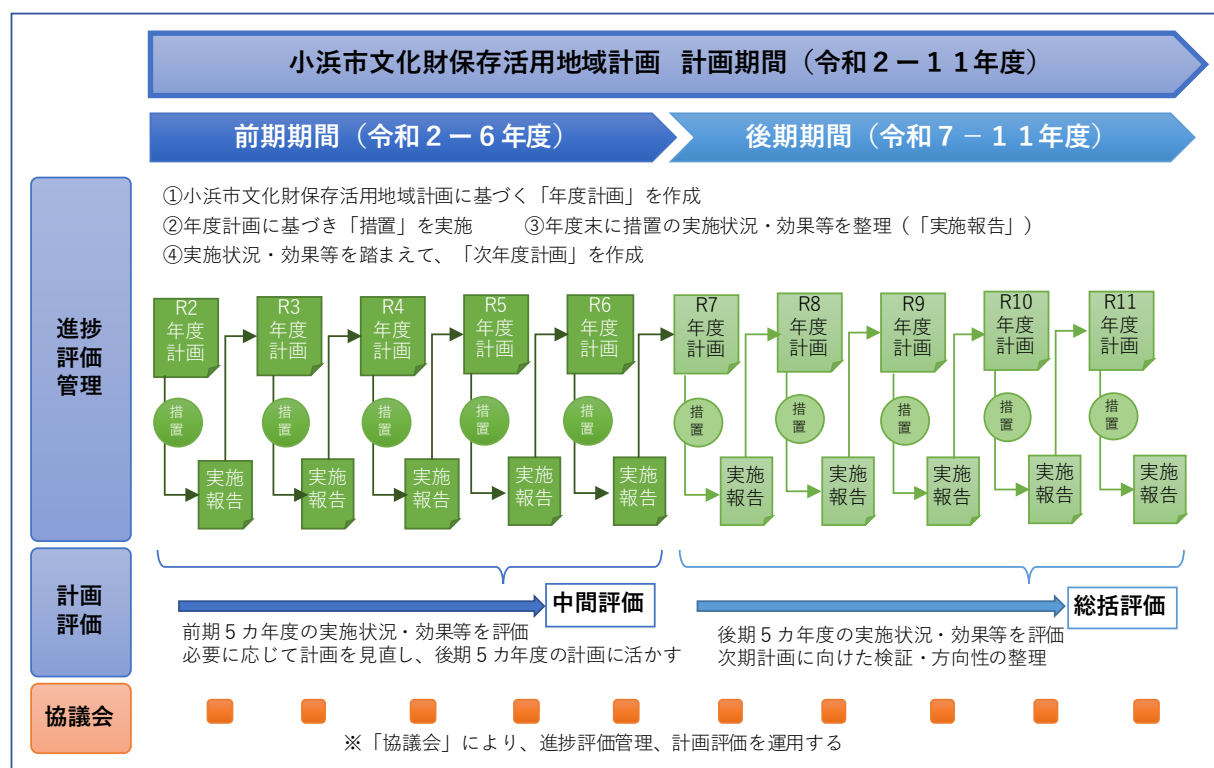 小浜市文化財保存活用地域計画 計画期間（令和２ー１１年度）
前期期間（令和２ー６年度）
後期期間（令和７－１１年度）
進捗
評価
管理
①小浜市文化財保存活用地域計画に基づく「年度計画」を作成
②年度計画に基づき「措置」を実施　　③年度末に措置の実施状況・効果等を整理（「実施報告」）
④実施状況・効果等を踏まえて、「次年度計画」を作成
R2
年度
計画
R3
年度
計画
R4
年度
計画
R5
年度
計画
R6
年度
計画
R7
年度
計画
R8
年度
計画
R9
年度
計画
R10
年度
計画
R11
年度
計画
措
置
措
置
措
置
措
置
措
置
措
置
措
置
措
置
措
置
措
置
実施
報告
実施
報告
実施
報告
実施
報告
実施
報告
実施
報告
実施
報告
実施
報告
実施
報告
実施
報告
計画
評価
中間評価
前期５カ年度の実施状況・効果等を評価
必要に応じて計画を見直し、後期５カ年度の計画に活かす
総括評価
後期５カ年度の実施状況・効果等を評価
次期計画に向けた検証・方向性の整理
協議会
※「協議会」により、進捗評価管理、計画評価を運用する